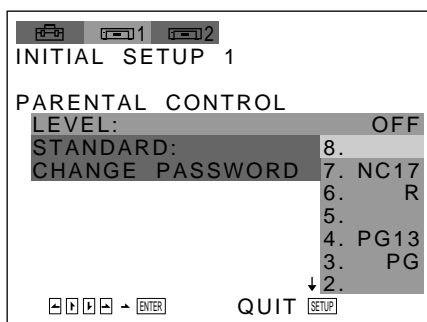 1 2
INITIAL SETUP 1
PARENTAL CONTROL
LEVEL: OFF
STANDARD: 8.
CHANGE PASSWORD 7. NC17
6. R
5.
4. PG13
3. PG
↓2.
ENTER QUIT SETUP